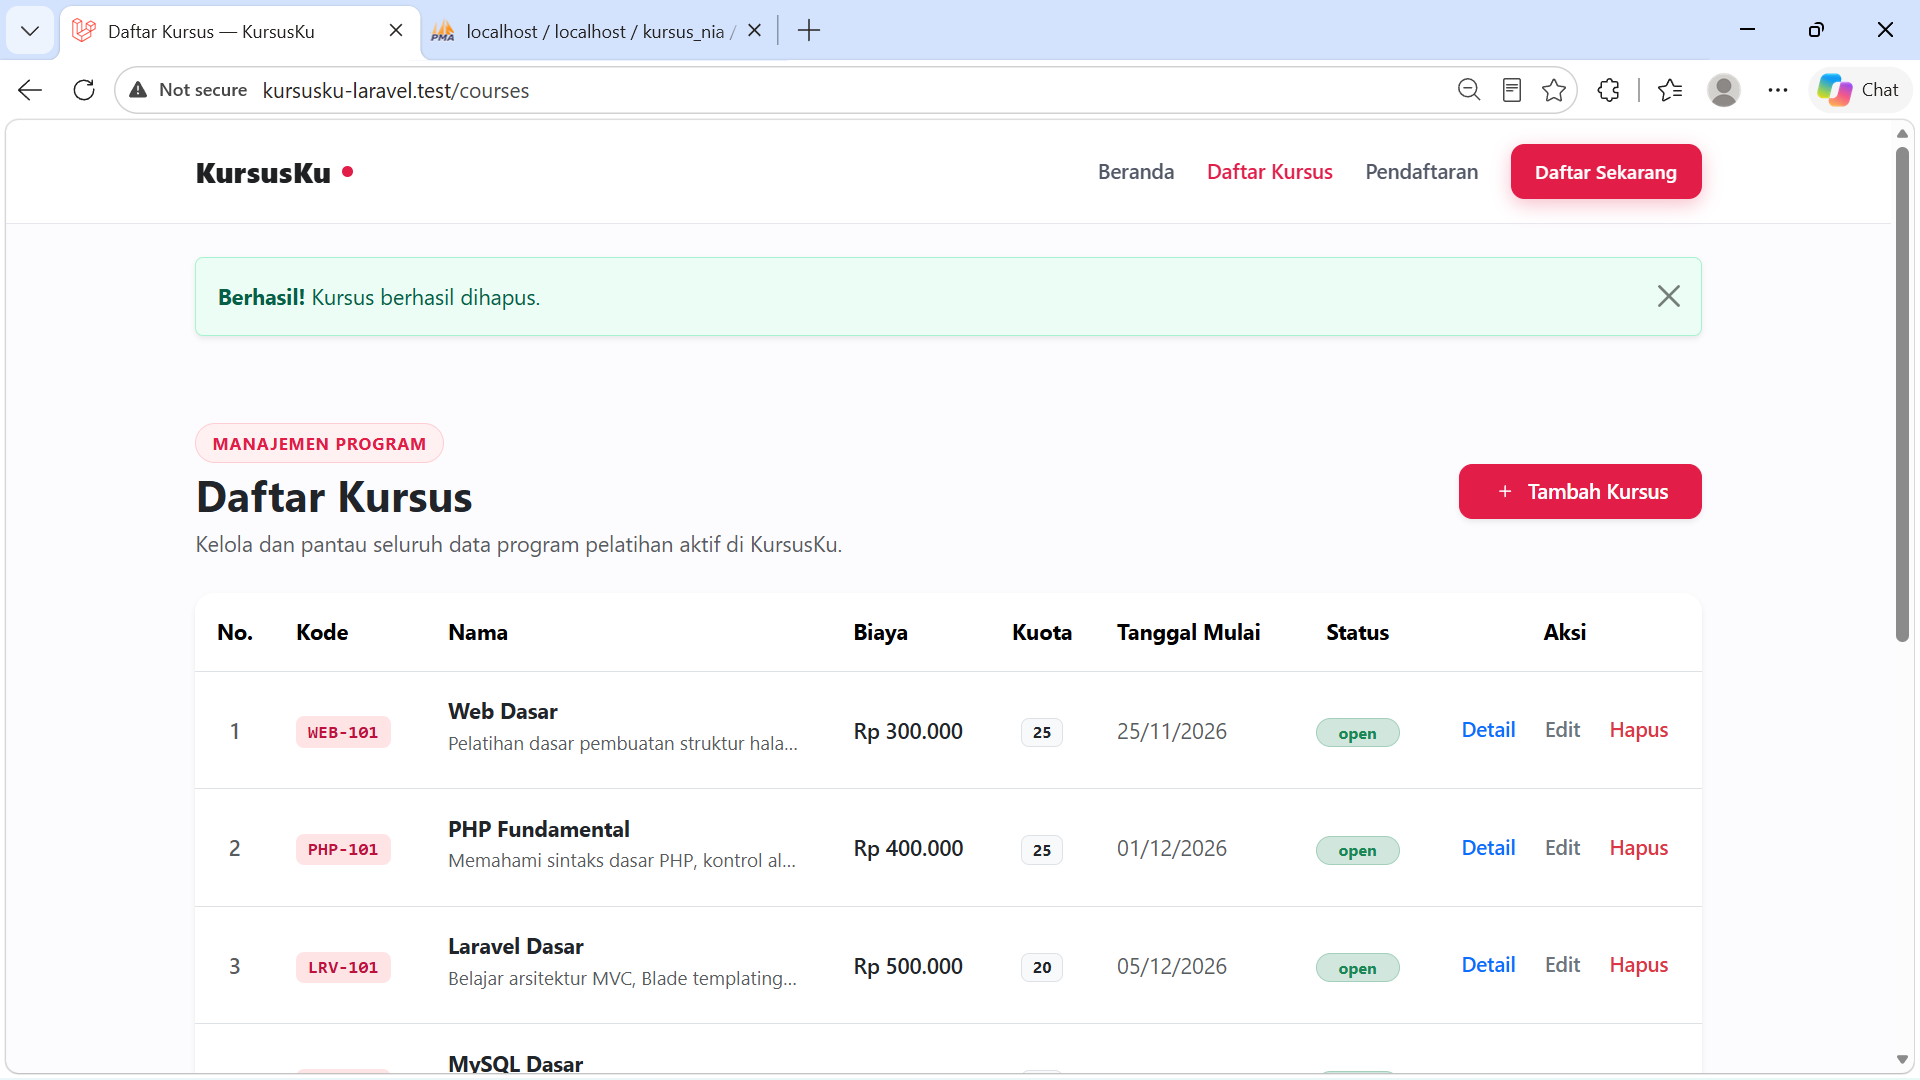 Daftar Kursus — KursusKu
PMA localhost / localhost / kursus_nia /
Not secure kursusku-laravel.test/courses
Chat
KursusKu
Beranda Daftar Kursus Pendaftaran Daftar Sekarang
Berhasil! Kursus berhasil dihapus.
MANAJEMEN PROGRAM
Daftar Kursus
+ Tambah Kursus
Kelola dan pantau seluruh data program pelatihan aktif di KursusKu.
No. Kode Nama Biaya Kuota Tanggal Mulai Status Aksi
Web Dasar
1 WEB-101 Rp 300.000 25 25/11/2026 open Detail Edit Hapus
Pelatihan dasar pembuatan struktur hala...
PHP Fundamental
2 PHP-101 Rp 400.000 25 01/12/2026 open Detail Edit Hapus
Memahami sintaks dasar PHP, kontrol al...
Laravel Dasar
3 LRV-101 Rp 500.000 20 05/12/2026 open Detail Edit Hapus
Belajar arsitektur MVC, Blade templating...
MySQL Dasar